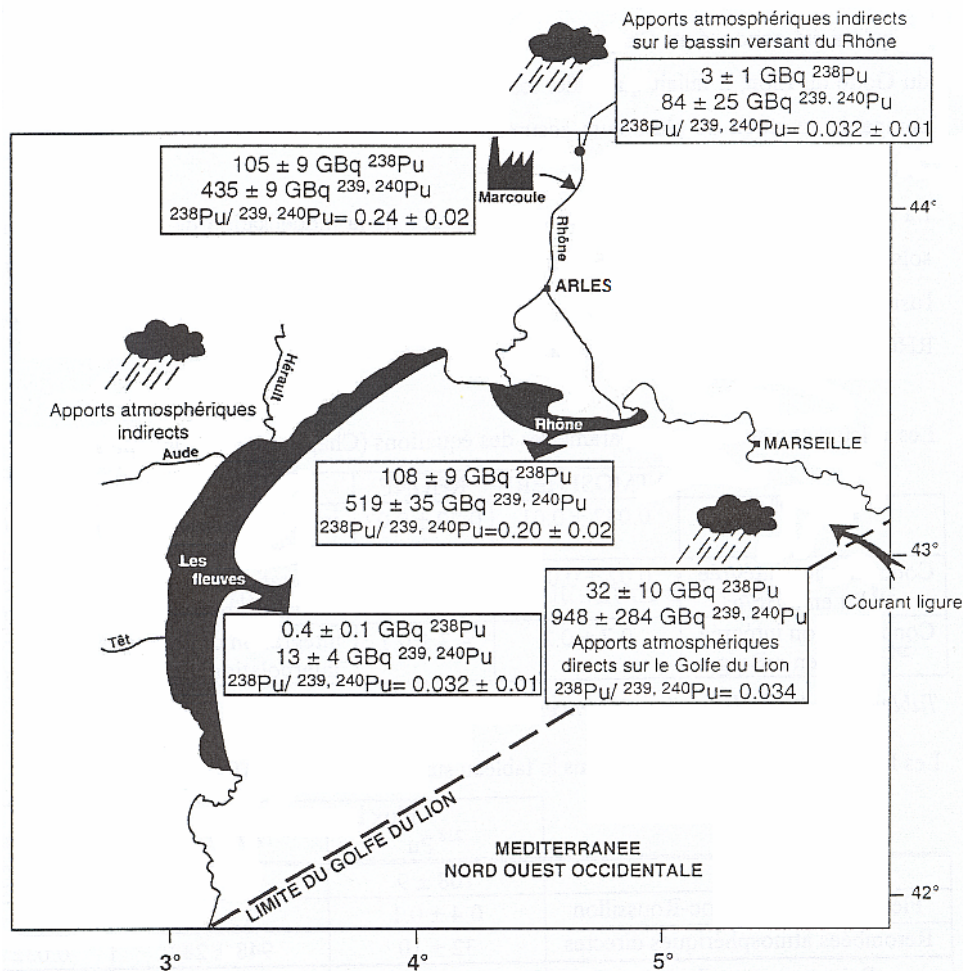 Apports atmosphériques indirects
sur le bassin versant du Rhône
3 ± 1 GBq ²³⁸Pu
84 ± 25 GBq ²³⁹, ²⁴⁰Pu
²³⁸Pu/ ²³⁹, ²⁴⁰Pu= 0.032 ± 0.01
105 ± 9 GBq ²³⁸Pu
435 ± 9 GBq ²³⁹, ²⁴⁰Pu
²³⁸Pu/ ²³⁹, ²⁴⁰Pu= 0.24 ± 0.02
Marcoule
Rhône
44°
ARLES
Hérault
Apports atmosphériques
indirects
Aude
Rhône
MARSEILLE
108 ± 9 GBq ²³⁸Pu
519 ± 35 GBq ²³⁹, ²⁴⁰Pu
²³⁸Pu/ ²³⁹, ²⁴⁰Pu=0.20 ± 0.02
43°
Les
fleuves
Courant ligure
32 ± 10 GBq ²³⁸Pu
948 ± 284 GBq ²³⁹, ²⁴⁰Pu
Apports atmosphériques
directs sur le Golfe du Lion
²³⁸Pu/ ²³⁹, ²⁴⁰Pu= 0.034
Têt
0.4 ± 0.1 GBq ²³⁸Pu
13 ± 4 GBq ²³⁹, ²⁴⁰Pu
²³⁸Pu/ ²³⁹, ²⁴⁰Pu= 0.032 ± 0.01
LIMITE DU GOLFE DU LION
MEDITERRANEE
NORD OUEST OCCIDENTALE
42°
3°
4°
5°